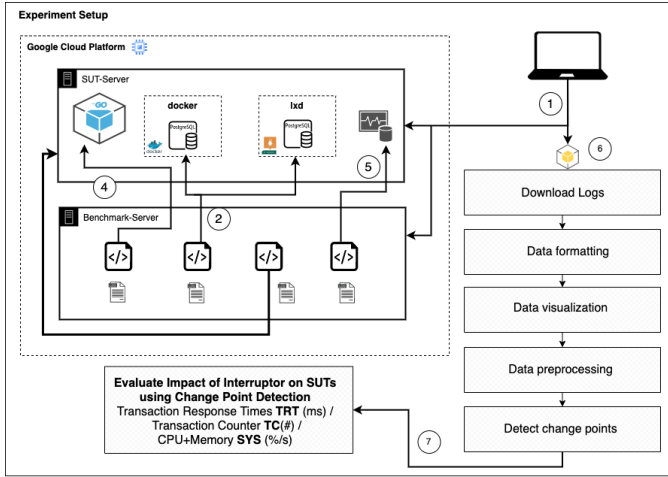 Experiment Setup
Google Cloud Platform
SUT-Server
GO
docker
PostgreSQL
docker
lxd
PostgreSQL
1
6
4
5
2
Benchmark-Server
</>
</>
</>
</>
Download Logs
Data formatting
Data visualization
Data preprocessing
Detect change points
7
Evaluate Impact of Interruptor on SUTs
using Change Point Detection
Transaction Response Times TRT (ms) /
Transaction Counter TC(#) /
CPU+Memory SYS (%/s)